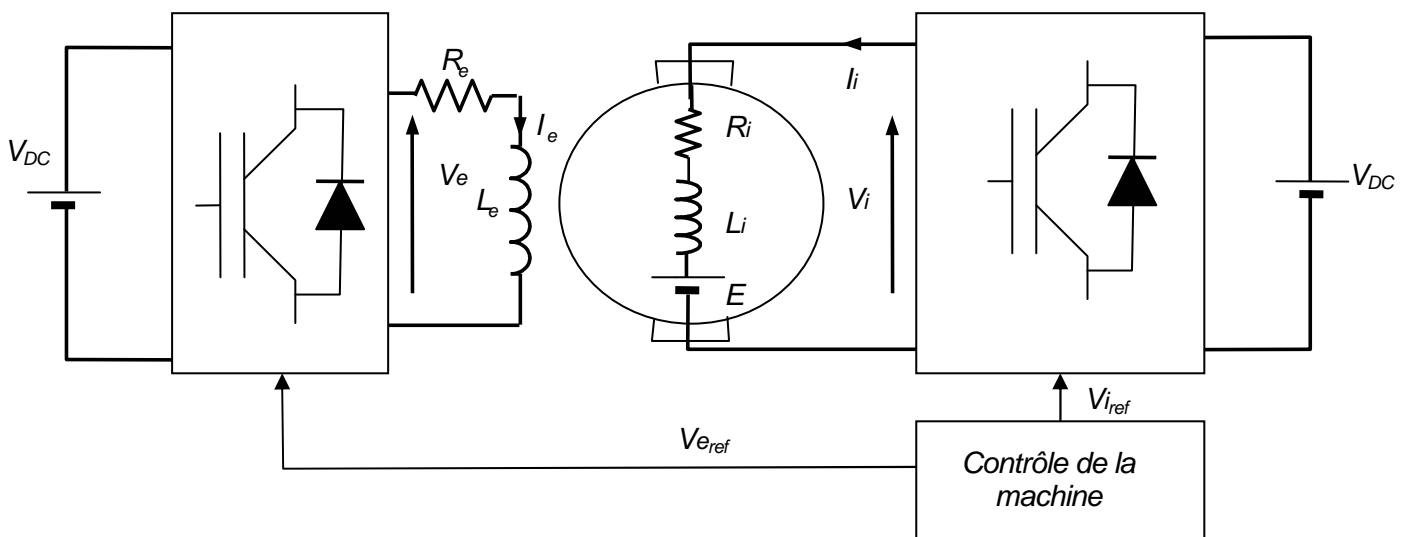 V_DC
R_e
I_e
V_e
L_e
R_i
L_i
E
I_i
V_i
V_DC
Vi_ref
Ve_ref
Contrôle de la
machine